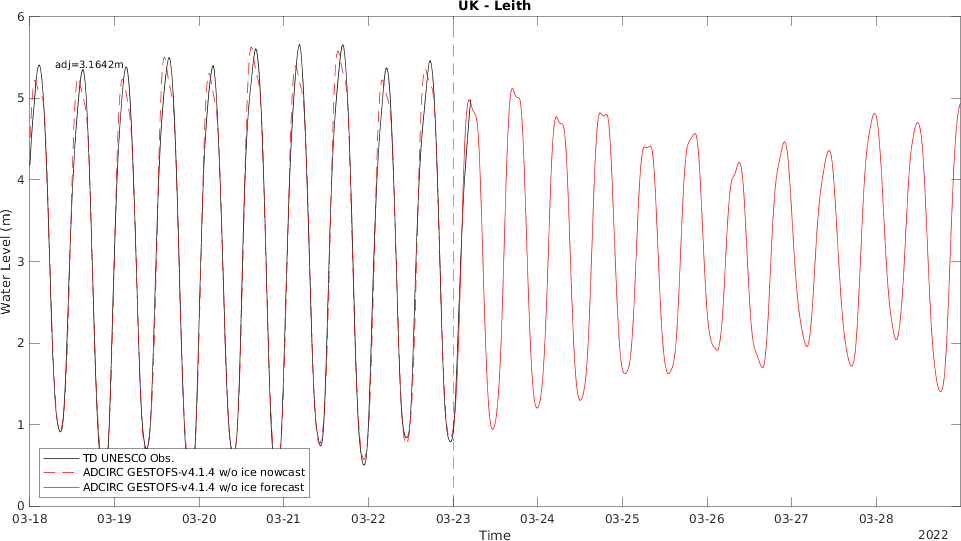 UK - Leith
adj=3.1642m
6
5
4
3
2
1
0
Water Level (m)
TD UNESCO Obs.
ADCIRC GESTOFS-v4.1.4 w/o ice nowcast
ADCIRC GESTOFS-v4.1.4 w/o ice forecast
03-18 03-19 03-20 03-21 03-22 03-23 03-24 03-25 03-26 03-27 03-28
Time
2022